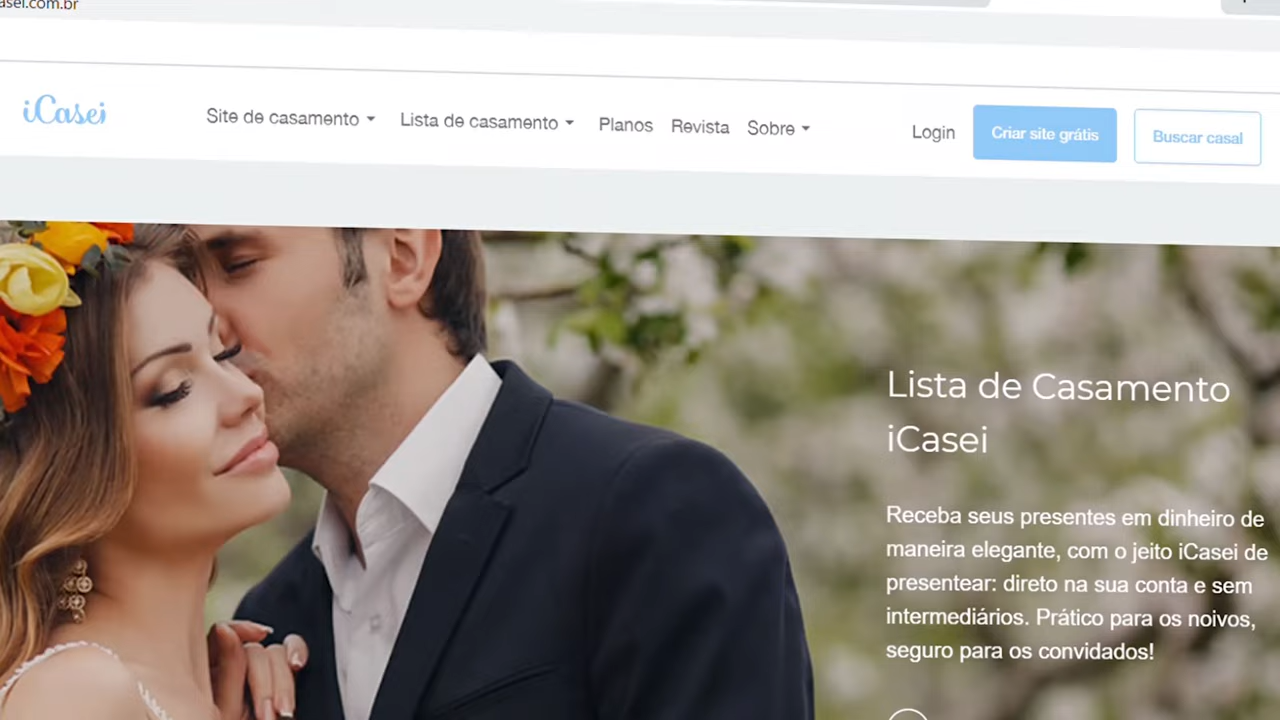 asei.com.br
iCasei
Site de casamento
Lista de casamento
Planos
Revista
Sobre
Login
Criar site grátis
Buscar casal
Lista de Casamento
iCasei
Receba seus presentes em dinheiro de
maneira elegante, com o jeito iCasei de
presentear: direto na sua conta e sem
intermediários. Prático para os noivos,
seguro para os convidados!